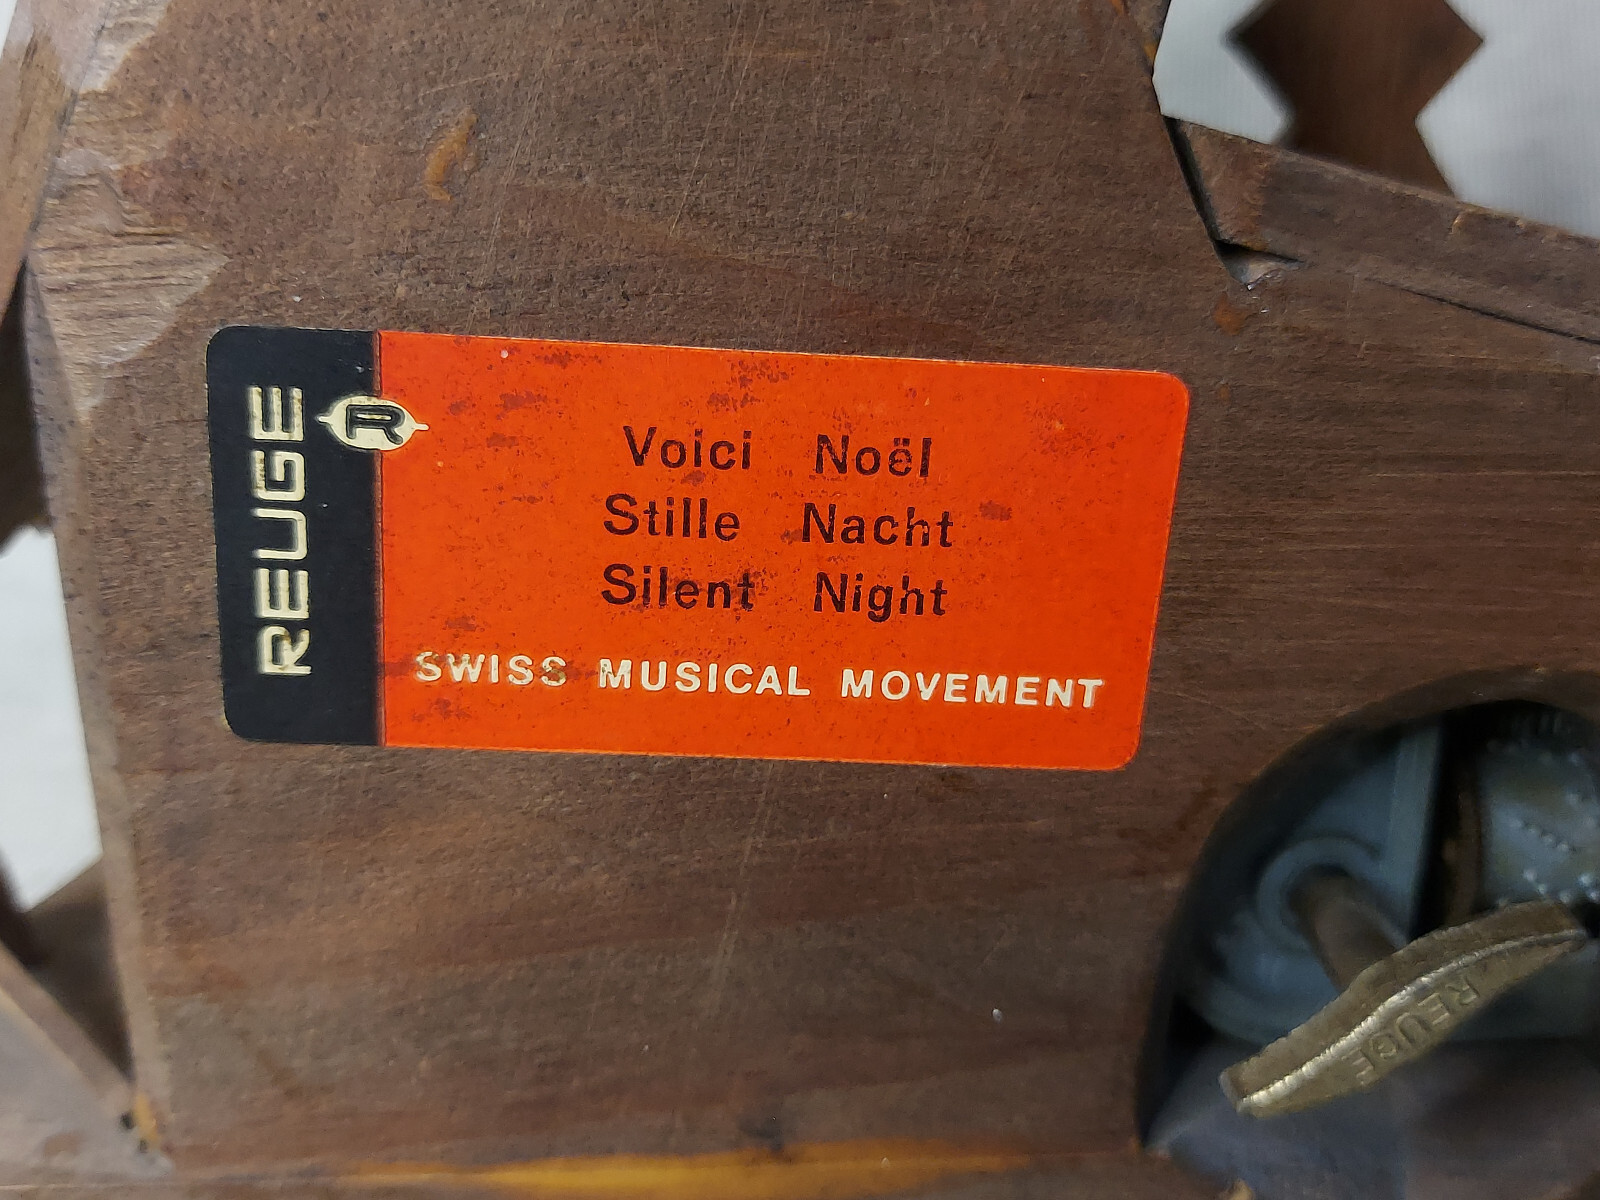 REUGE
R
Voici Noël
Stille Nacht
Silent Night
SWISS MUSICAL MOVEMENT
REUGE